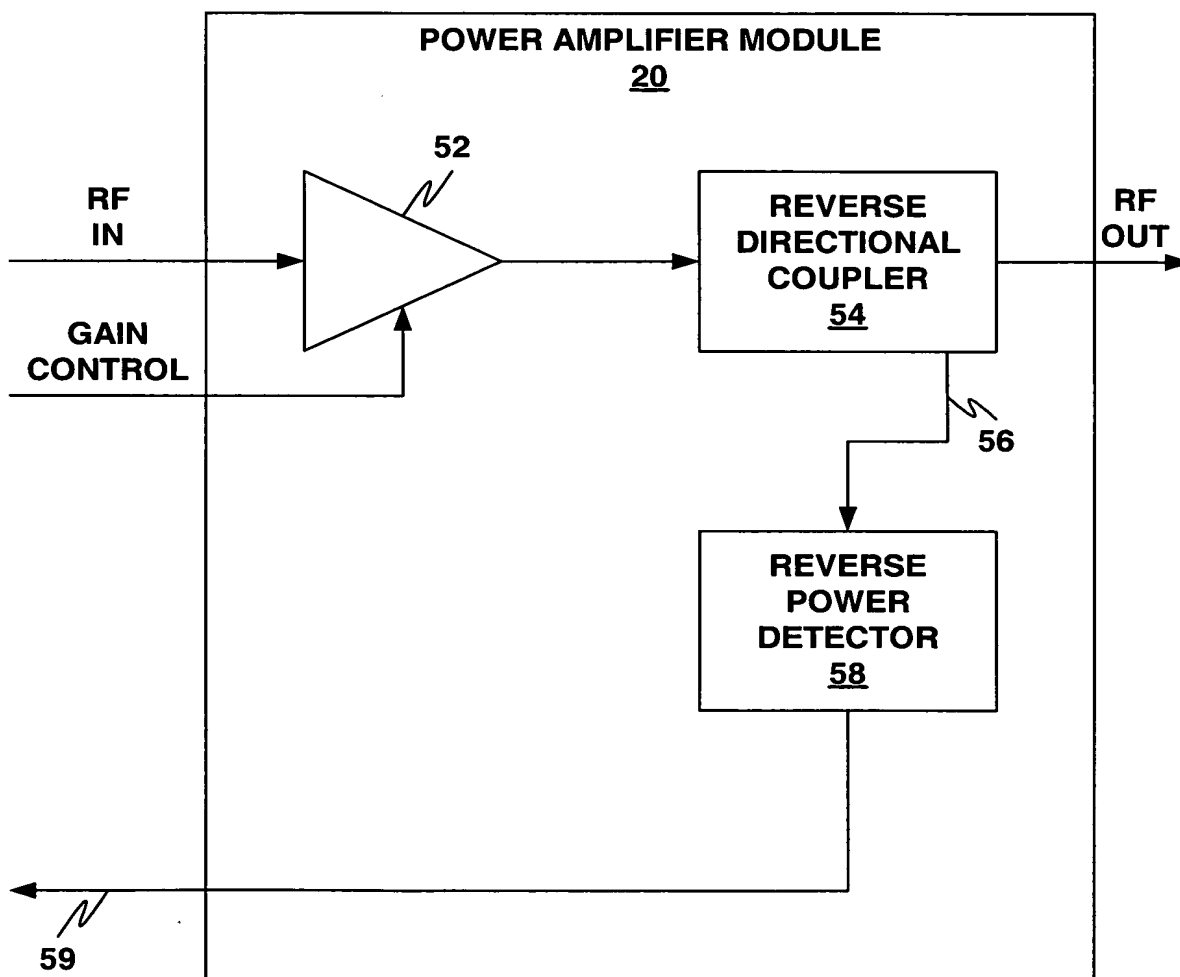 POWER AMPLIFIER MODULE
20
52
RF
IN
REVERSE
DIRECTIONAL
COUPLER
54
RF
OUT
GAIN
CONTROL
56
REVERSE
POWER
DETECTOR
58
59